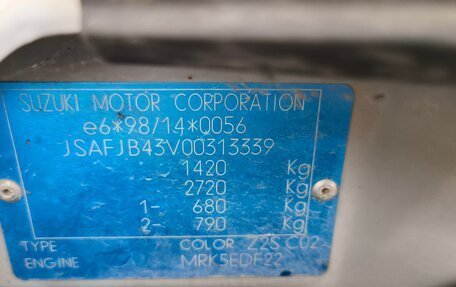 SUZUKI MOTOR CORPORATION
e6*98/14*0056
JSAFJB43V00313339
1420 Kg
2720 Kg
1- 680 Kg
2- 790 Kg
TYPE COLOR Z2S C02
ENGINE MRK5EDF22